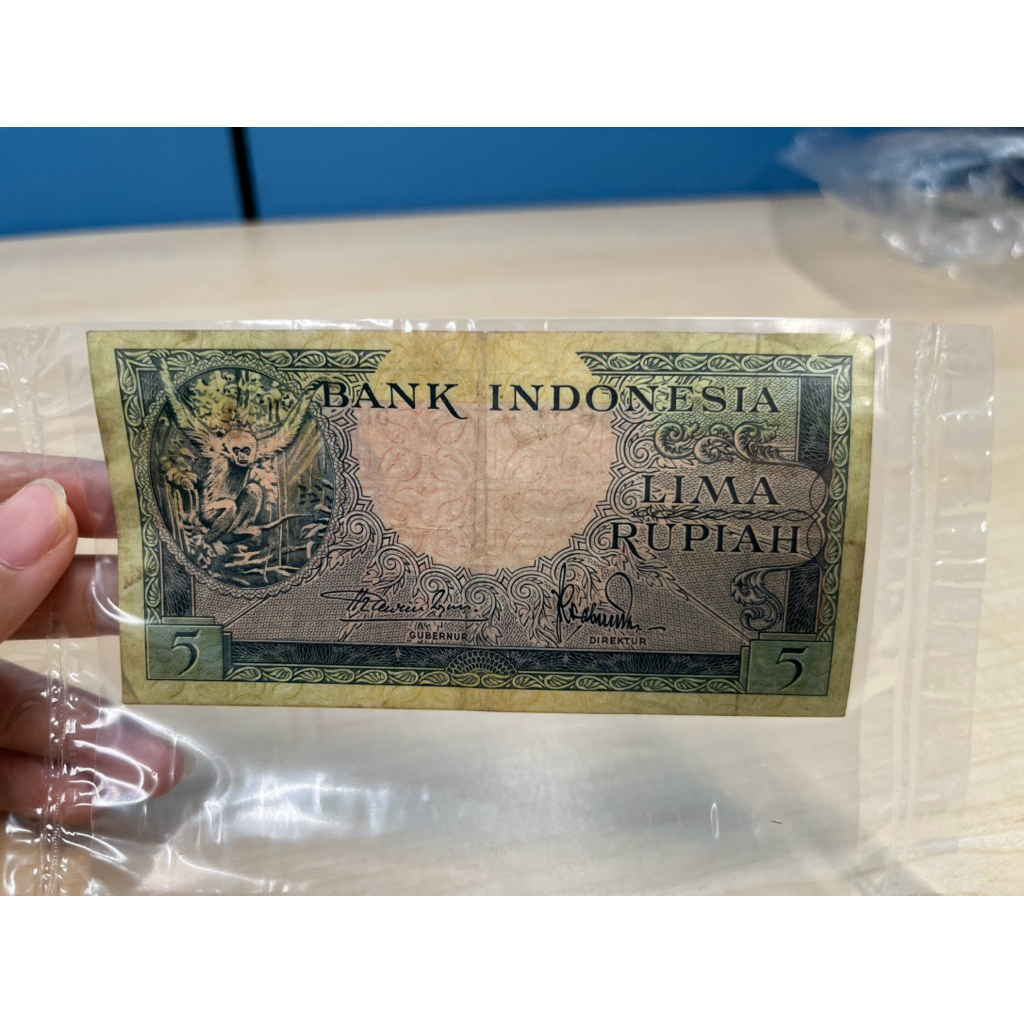 BANK INDONESIA
LIMA
RUPIAH
GUBERNUR
DIREKTUR
5
5